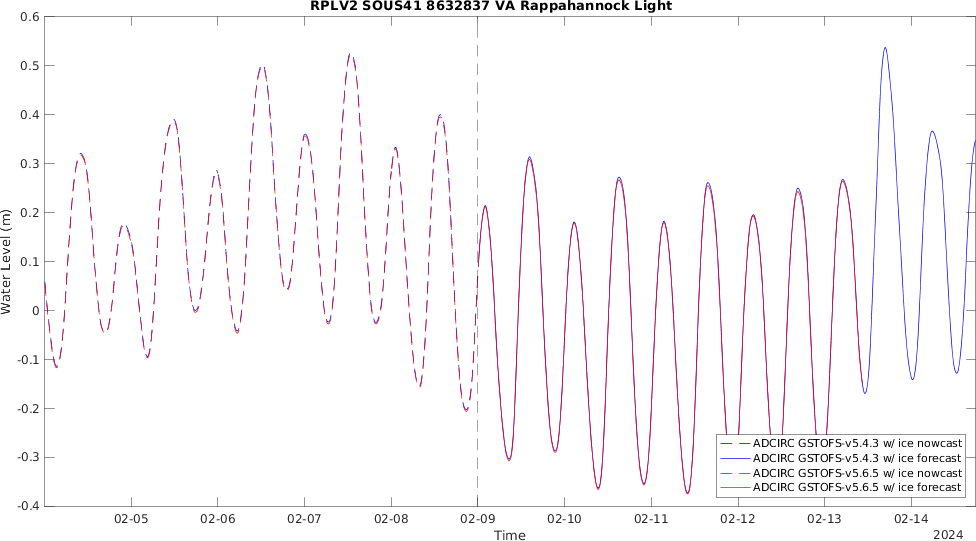 RPLV2 SOUS41 8632837 VA Rappahannock Light
0.6
0.5
0.4
0.3
0.2
0.1
0
-0.1
-0.2
-0.3
-0.4
Water Level (m)
ADCIRC GSTOFS-v5.4.3 w/ ice nowcast
ADCIRC GSTOFS-v5.4.3 w/ ice forecast
ADCIRC GSTOFS-v5.6.5 w/ ice nowcast
ADCIRC GSTOFS-v5.6.5 w/ ice forecast
02-05 02-06 02-07 02-08 02-09 02-10 02-11 02-12 02-13 02-14
Time
2024